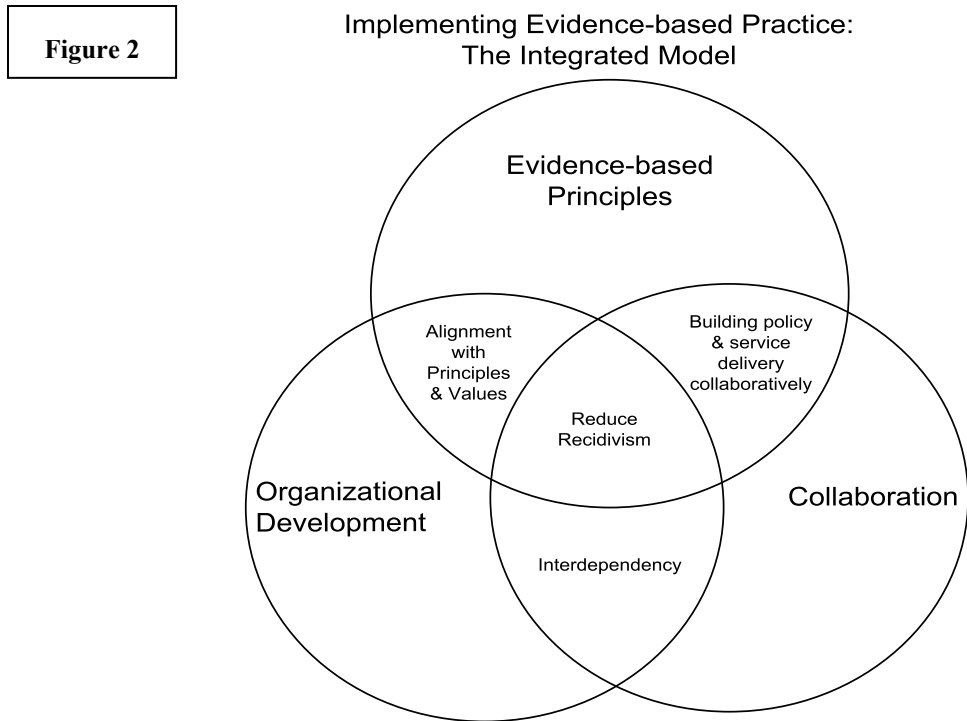 Figure 2
Implementing Evidence-based Practice:
The Integrated Model
Evidence-based
Principles
Alignment
with
Principles
& Values
Building policy
& service
delivery
collaboratively
Reduce
Recidivism
Organizational
Development
Collaboration
Interdependency